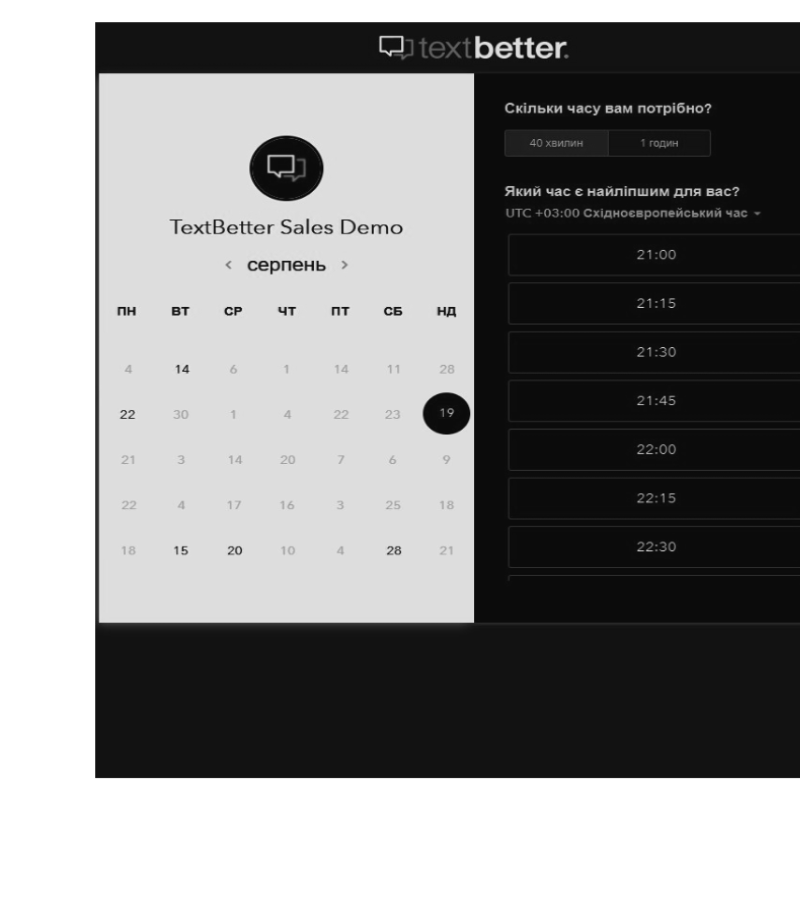 textbetter.
TextBetter Sales Demo
< серпень >
ПН ВТ СР ЧТ ПТ СБ НД
4 14 6 1 14 11 28
22 30 1 4 22 23 19
21 3 14 20 7 6 9
22 4 17 16 3 25 18
18 15 20 10 4 28 21
Скільки часу вам потрібно?
40 хвилин 1 годин
Який час є найліпшим для вас?
UTC +03:00 Східноєвропейський час
21:00
21:15
21:30
21:45
22:00
22:15
22:30